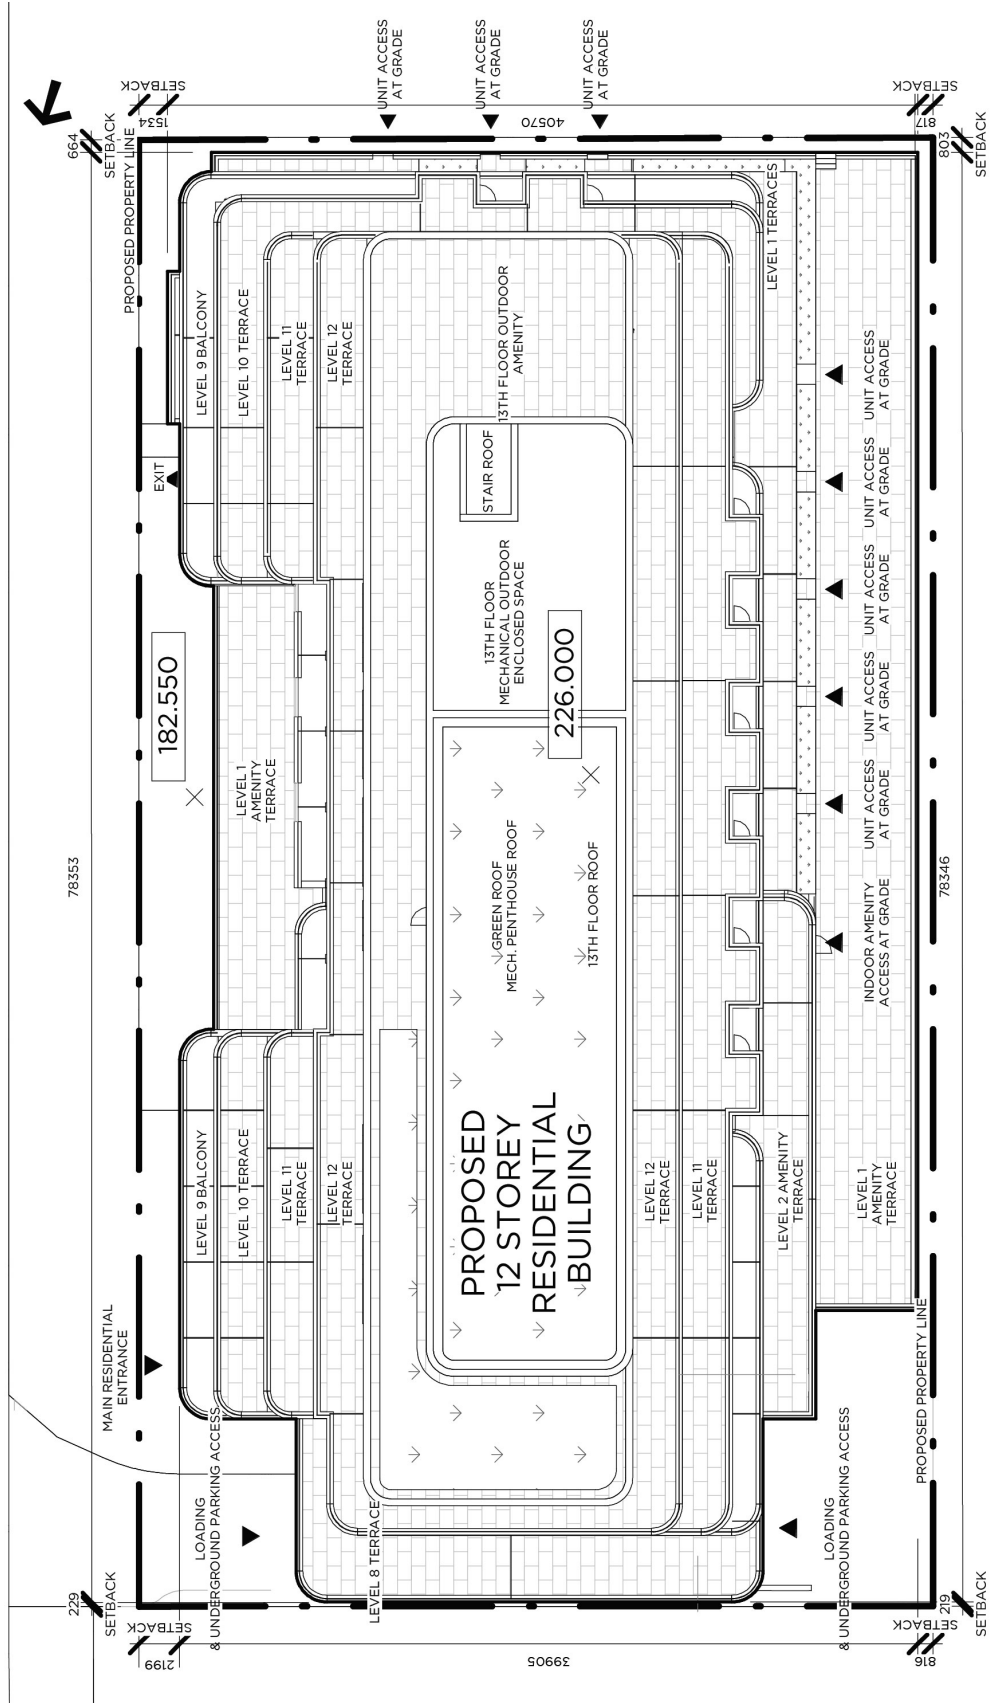 UNIT ACCESS
AT GRADE
UNIT ACCESS
AT GRADE
UNIT ACCESS
AT GRADE
SETBACK
1534
40570
817
SETBACK
664
SETBACK
803
SETBACK
PROPOSED PROPERTY LINE
LEVEL 9 BALCONY
LEVEL 10 TERRACE
LEVEL 11
TERRACE
LEVEL 12
TERRACE
13TH FLOOR OUTDOOR
AMENITY
LEVEL 1 TERRACES
EXIT
STAIR ROOF
UNIT ACCESS
AT GRADE
UNIT ACCESS
AT GRADE
UNIT ACCESS
AT GRADE
UNIT ACCESS
AT GRADE
UNIT ACCESS
AT GRADE
INDOOR AMENITY
ACCESS AT GRADE
182.550
13TH FLOOR
MECHANICAL OUTDOOR
ENCLOSED SPACE
226.000
LEVEL 1
AMENITY
TERRACE
78353
78346
GREEN ROOF
MECH. PENTHOUSE ROOF
13TH FLOOR ROOF
PROPOSED
12 STOREY
RESIDENTIAL
BUILDING
LEVEL 9 BALCONY
LEVEL 10 TERRACE
LEVEL 11
TERRACE
LEVEL 12
TERRACE
LEVEL 12
TERRACE
LEVEL 11
TERRACE
LEVEL 2 AMENITY
TERRACE
LEVEL 1
AMENITY
TERRACE
MAIN RESIDENTIAL
ENTRANCE
PROPOSED PROPERTY LINE
LOADING
& UNDERGROUND PARKING ACCESS
LEVEL 8 TERRACE
LOADING
& UNDERGROUND PARKING ACCESS
229
SETBACK
219
SETBACK
SETBACK
2199
39905
816
SETBACK